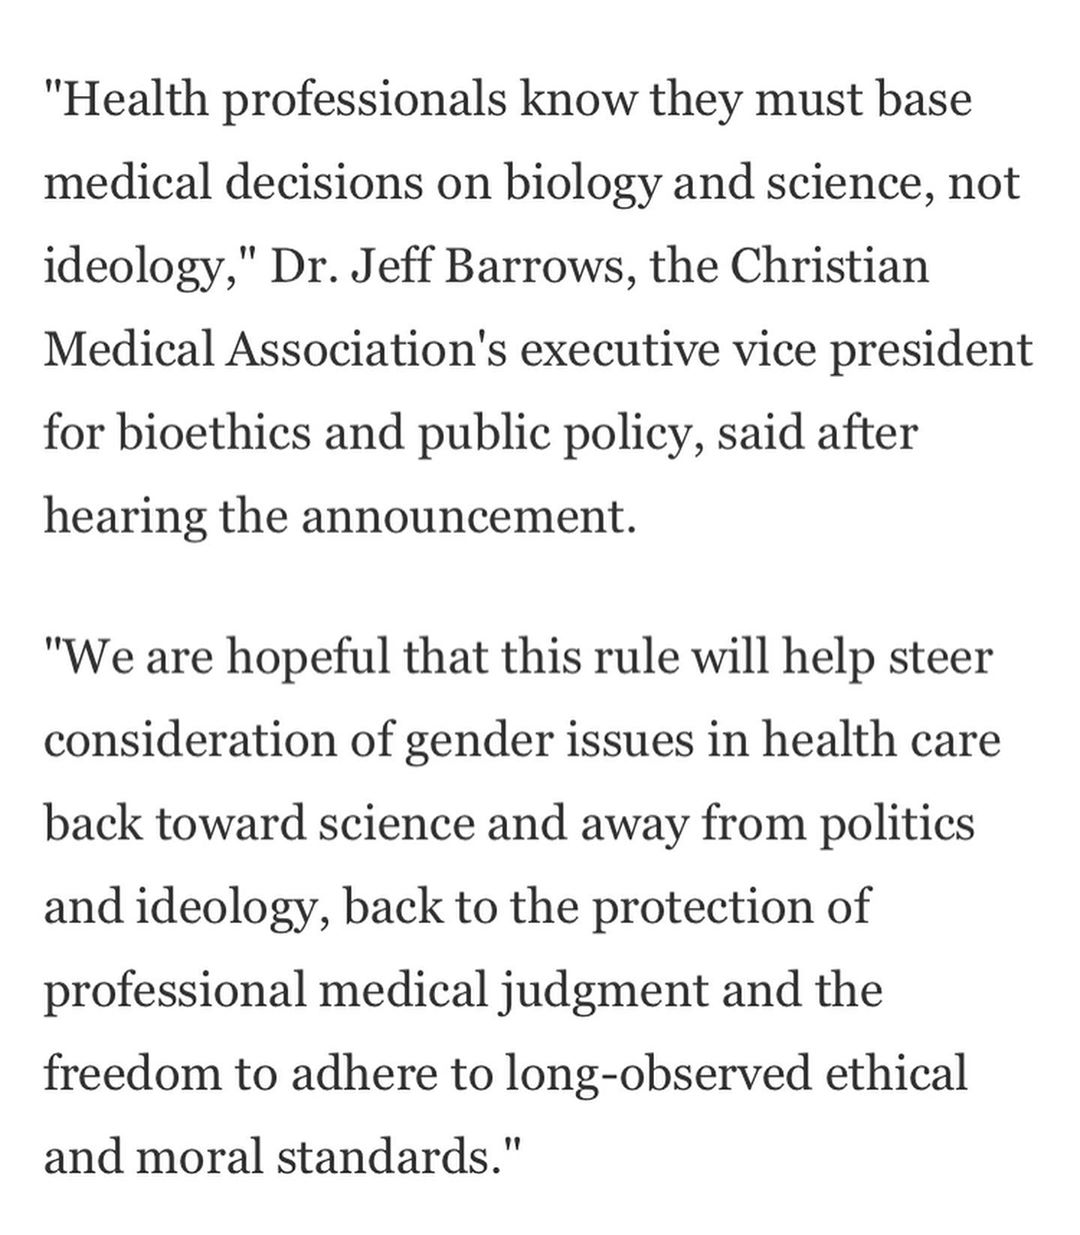 "Health professionals know they must base
medical decisions on biology and science, not
ideology," Dr. Jeff Barrows, the Christian
Medical Association's executive vice president
for bioethics and public policy, said after
hearing the announcement.
"We are hopeful that this rule will help steer
consideration of gender issues in health care
back toward science and away from politics
and ideology, back to the protection of
professional medical judgment and the
freedom to adhere to long-observed ethical
and moral standards."